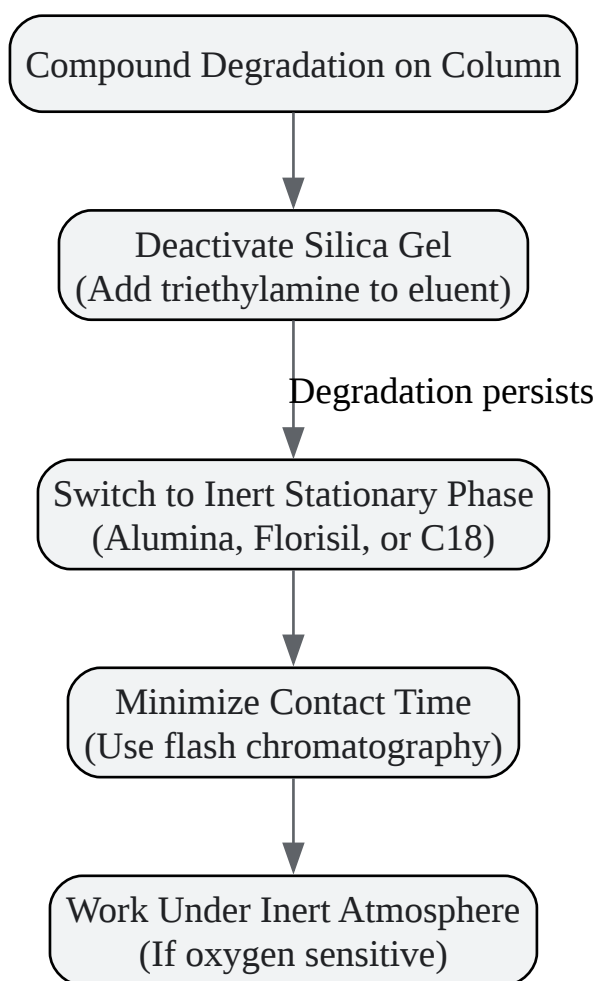 Compound Degradation on Column
Deactivate Silica Gel
(Add triethylamine to eluent)
Degradation persists
Switch to Inert Stationary Phase
(Alumina, Florisil, or C18)
Minimize Contact Time
(Use flash chromatography)
Work Under Inert Atmosphere
(If oxygen sensitive)